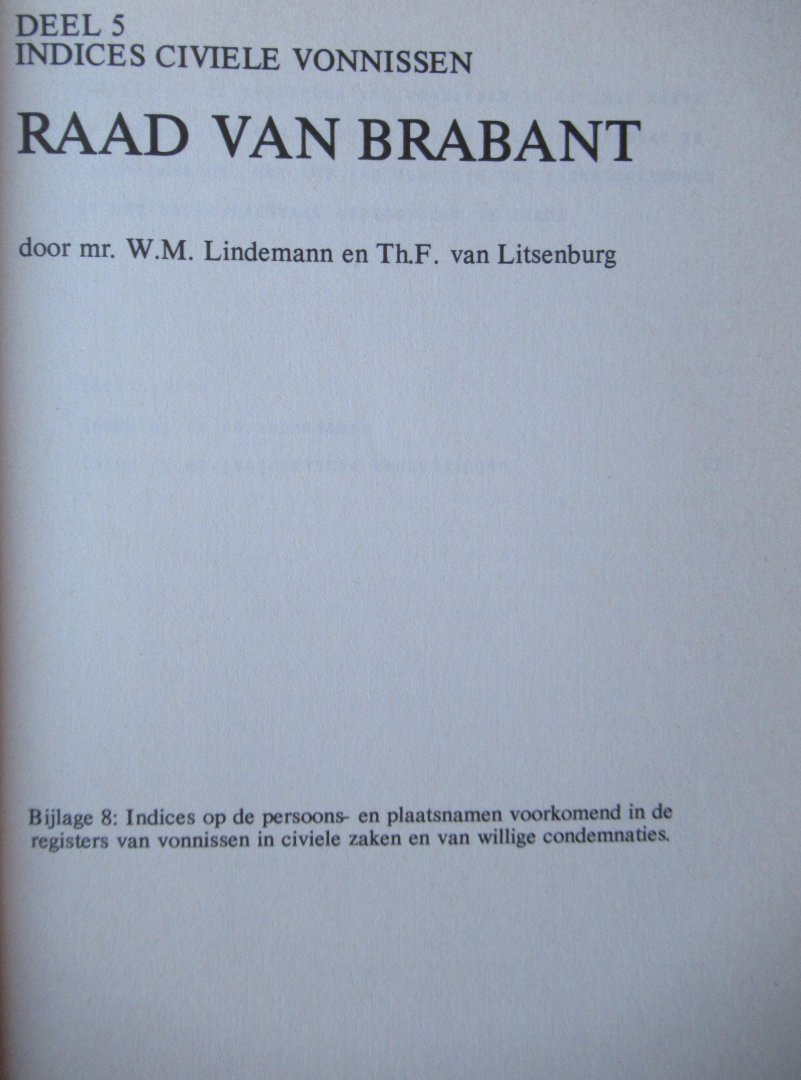 DEEL 5
INDICES CIVIELE VONNISSEN
RAAD VAN BRABANT
door mr. W.M. Lindemann en Th.F. van Litsenburg
Bijlage 8: Indices op de persoons- en plaatsnamen voorkomend in de
registers van vonnissen in civiele zaken en van willige condemnaties.